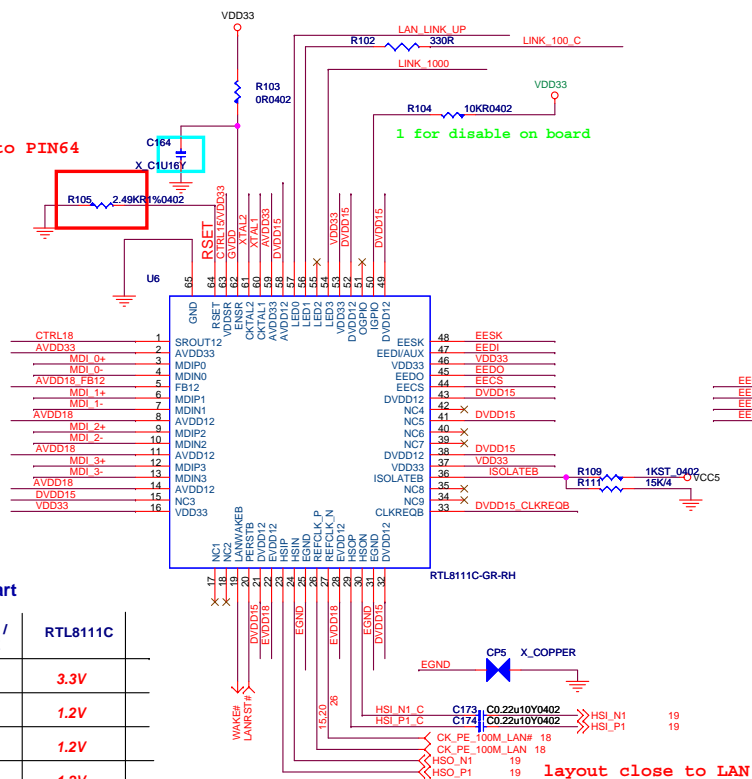 VDD33
LAN_LINK_UP
R102 330R LINK_100_C
LINK_1000
R103
0R0402
VDD33
R104 10KR0402
1 for disable on board
to PIN64
C164
X_C1U16Y
R105 2.49KR1%0402
RSET
CTRL15/VDD33
GVDD
XTAL2
XTAL1
AVDD33
DVDD15
VDD33
DVDD15
DVDD15
U6
65 64 63 62 61 60 59 58 57 56 55 54 53 52 51 50 49
GND
RSET
VDDSR
ENSR
CKTAL2
CKTAL1
AVDD33
AVDD12
LED0
LED1
LED2
LED3
VDD33
DVDD12
OGPIO
IGPIO
DVDD12
CTRL18 1 SROUT12
AVDD33 2 AVDD33
MDI_0+ 3 MDIP0
MDI_0- 4 MDIN0
AVDD18_FB12 5 FB12
MDI_1+ 6 MDIP1
MDI_1- 7 MDIN1
AVDD18 8 AVDD12
MDI_2+ 9 MDIP2
MDI_2- 10 MDIN2
AVDD18 11 AVDD12
MDI_3+ 12 MDIP3
MDI_3- 13 MDIN3
AVDD18 14 AVDD12
DVDD15 15 NC3
VDD33 16 VDD33
EESK 48 EESK
EEDI/AUX 47 EEDI
VDD33 46 VDD33
EEDO 45 EEDO
EECS 44 EECS
DVDD12 43 DVDD15
NC4 42
NC5 41 DVDD15
NC6 40
NC7 39
DVDD12 38 DVDD15
VDD33 37 VDD33
ISOLATEB 36 ISOLATEB
NC8 35
NC9 34
CLKREQB 33 DVDD15_CLKREQB
EE
EE
EE
EE
R109 1KST_0402 VCC5
R111 15K/4
NC1
NC2
LANWAKEB
PERSTB
DVDD12
EVDD12
HSIP
HSIN
EGND
REFCLK_P
REFCLK_N
EVDD12
HSOP
HSON
EGND
DVDD12
17 18 19 20 21 22 23 24 25 26 27 28 29 30 31 32
RTL8111C-GR-RH
DVDD15
EVDD18
EGND
EVDD18
EGND
DVDD15
WAKE#
LANRST#
15,20
26
EGND CP5 X_COPPER
HSI_N1_C C173 C0.22u10Y0402 HSI_N1 19
HSI_P1_C C174 C0.22u10Y0402 HSI_P1 19
CK_PE_100M_LAN# 18
CK_PE_100M_LAN 18
HSO_N1 19
HSO_P1 19
layout close to LAN
art
/ RTL8111C
3.3V
1.2V
1.2V